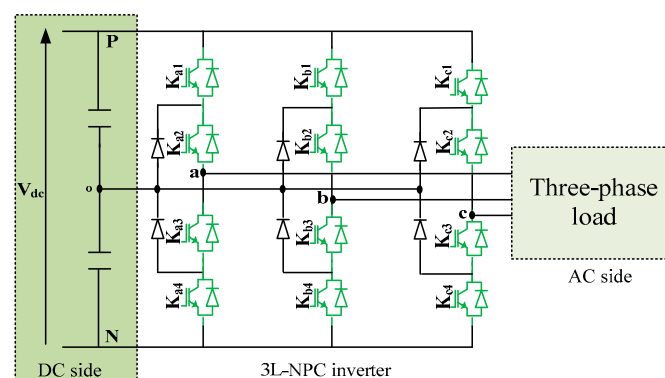 P
Vdc
o
N
DC side
Ka1
Ka2
a
Ka3
Ka4
Kb1
Kb2
b
Kb3
Kb4
Kc1
Kc2
c
Kc3
Kc4
3L-NPC inverter
Three-phase
load
AC side